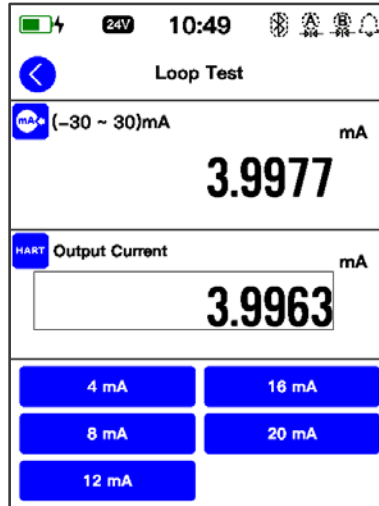 24V 10:49 A B
Loop Test
mA (-30 ~ 30)mA
mA
3.9977
HART Output Current
mA
3.9963
4 mA 16 mA
8 mA 20 mA
12 mA